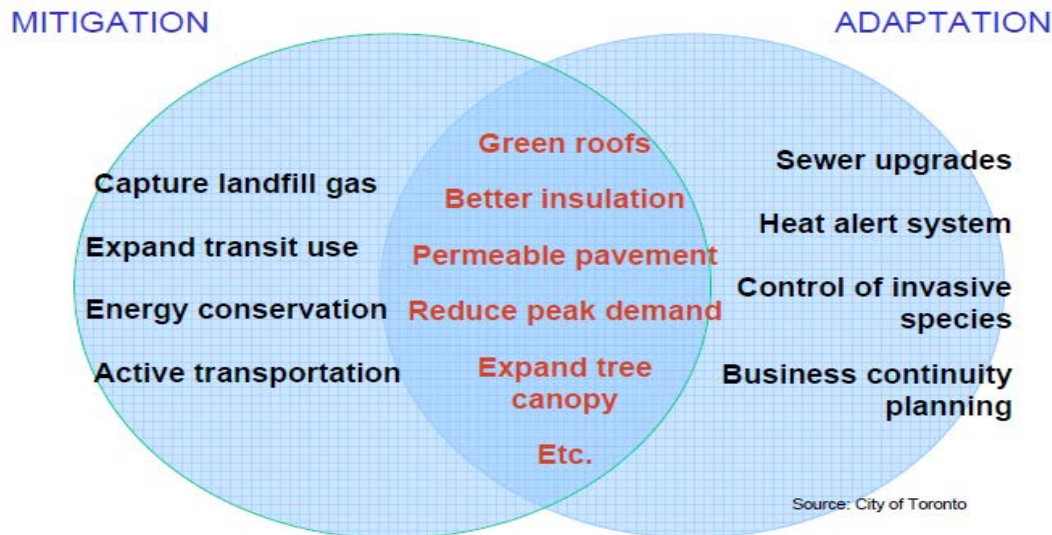 MITIGATION
ADAPTATION
Green roofs
Sewer upgrades
Capture landfill gas
Better insulation
Heat alert system
Expand transit use
Permeable pavement
Control of invasive
species
Energy conservation
Reduce peak demand
Active transportation
Expand tree
canopy
Business continuity
planning
Etc.
Source: City of Toronto